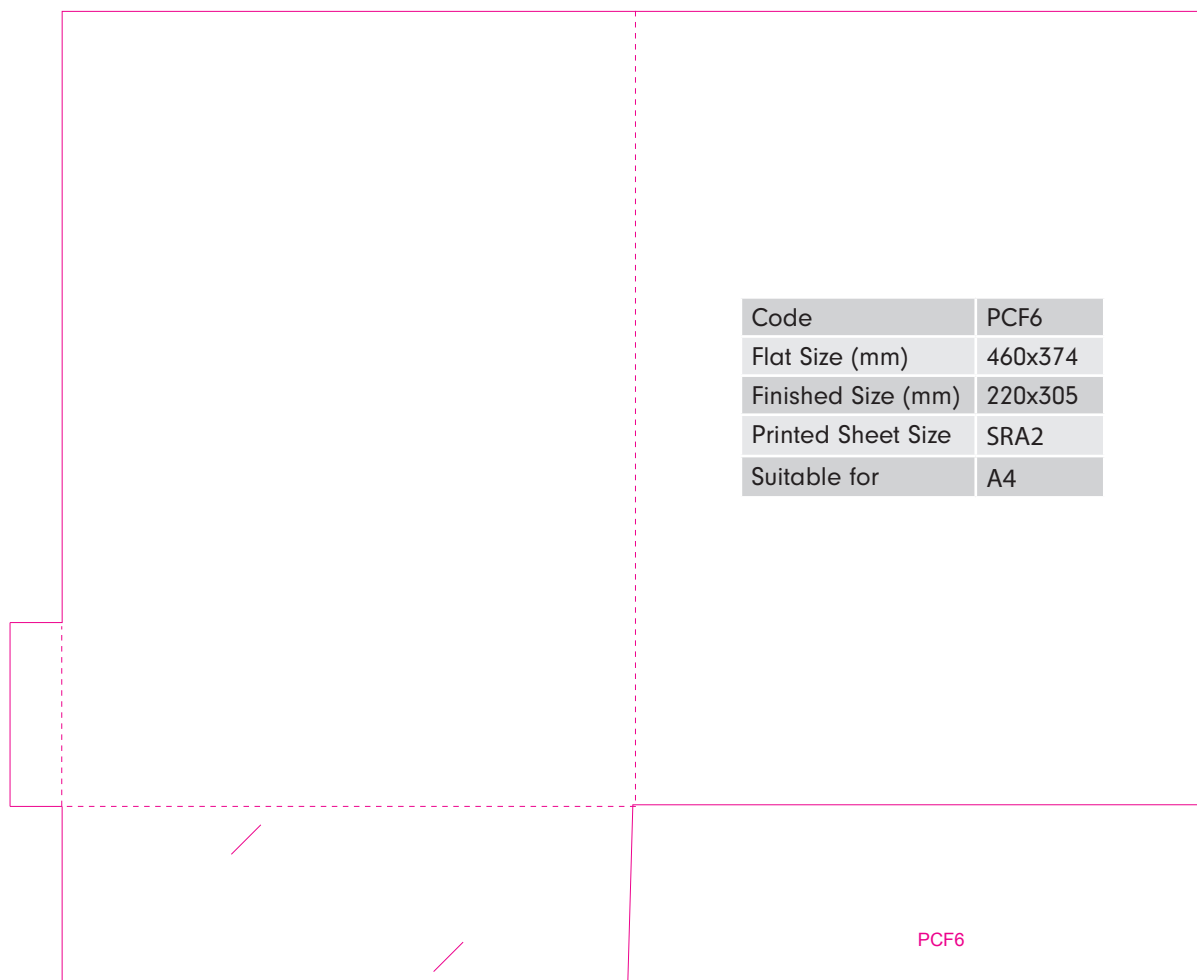 Code PCF6
Flat Size (mm) 460x374
Finished Size (mm) 220x305
Printed Sheet Size SRA2
Suitable for A4
PCF6